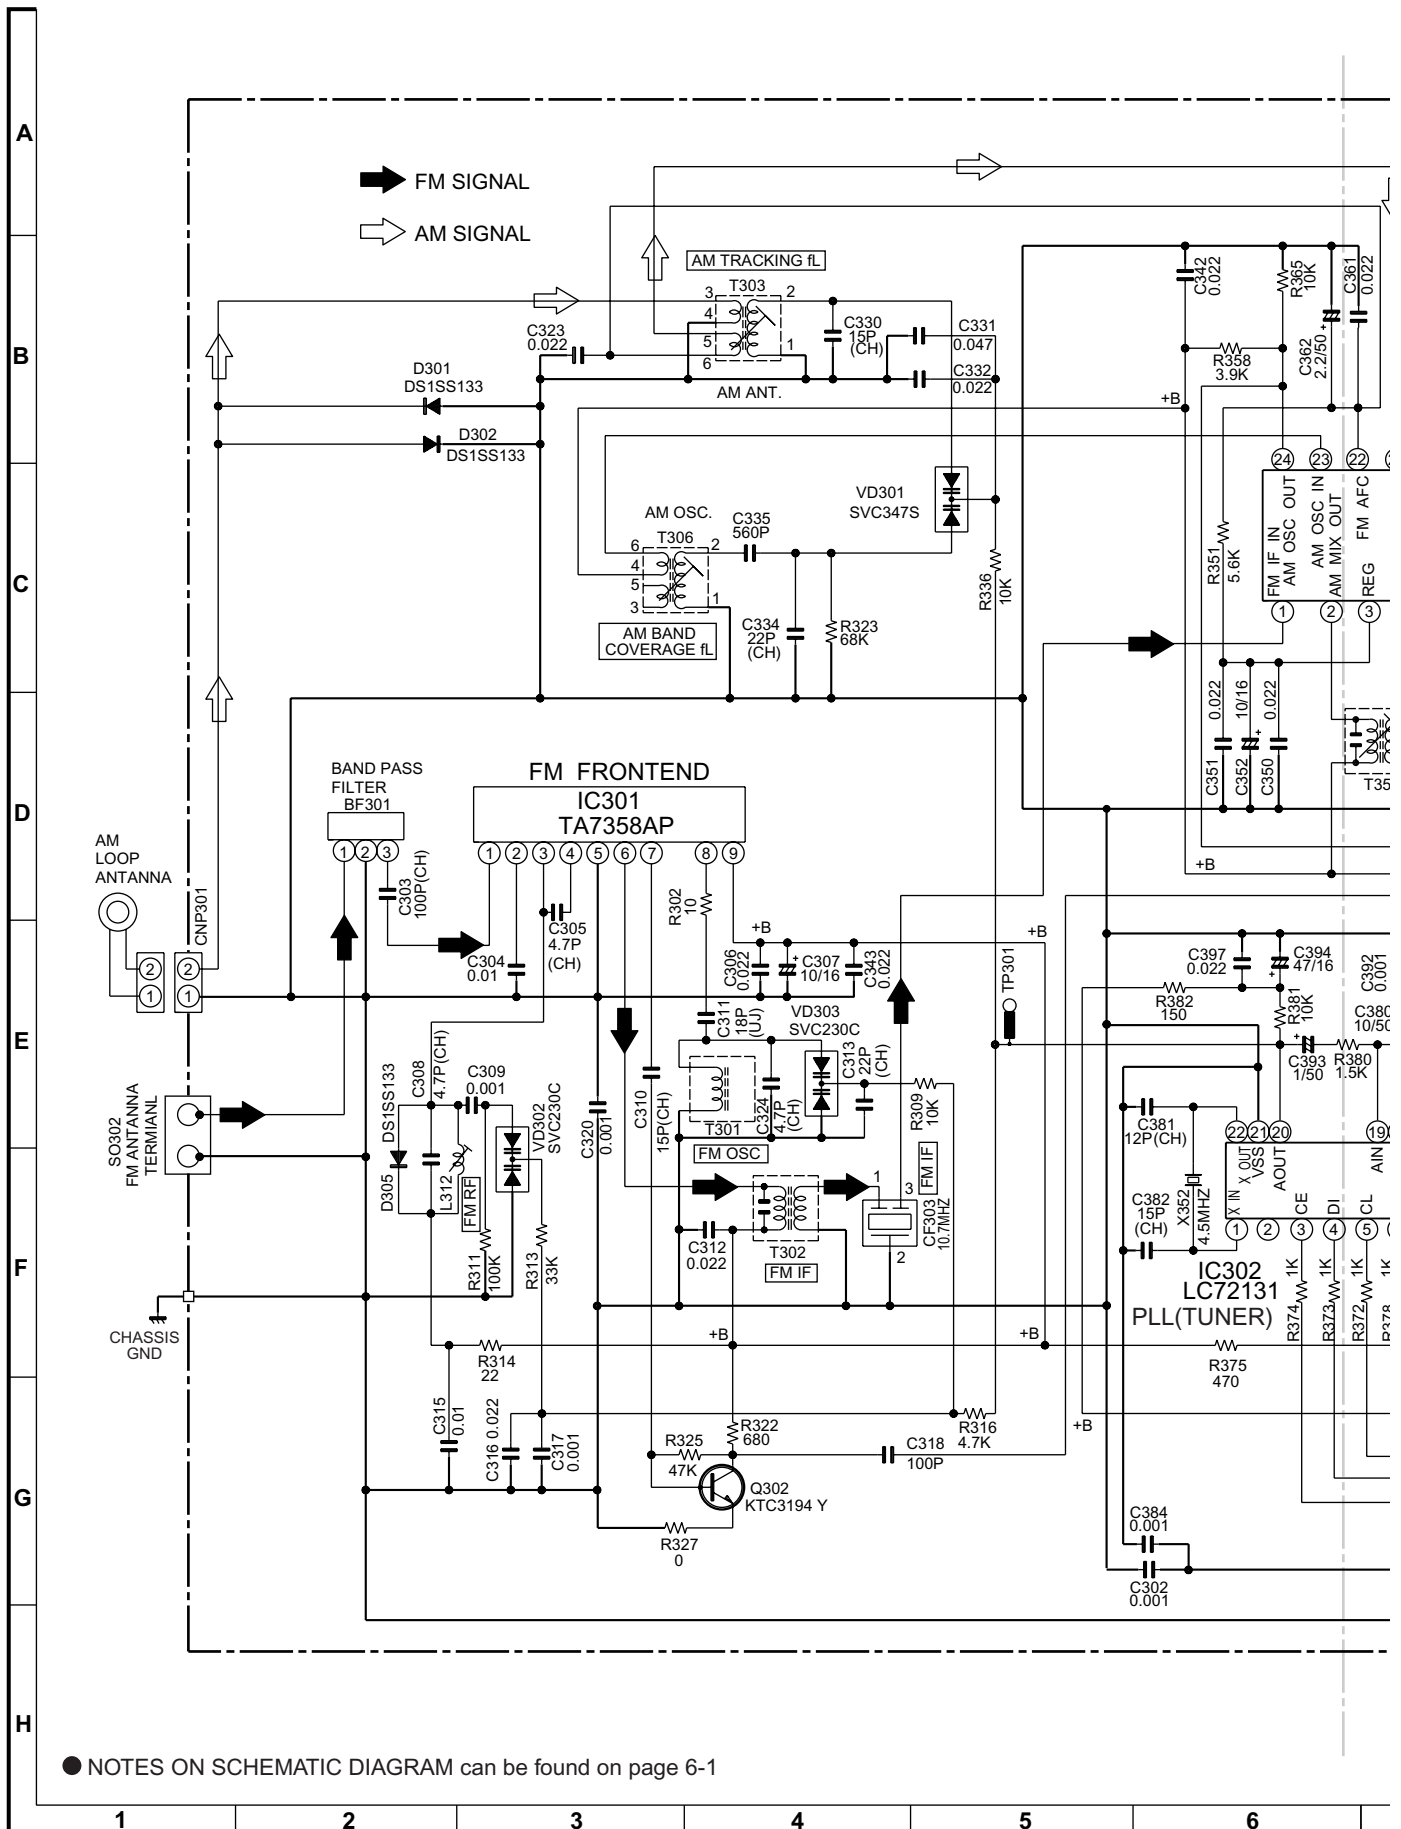 A
B
C
D
E
F
G
H
FM SIGNAL
AM SIGNAL
AM TRACKING fL
T303
3
4
5
6
2
1
AM ANT.
C323
0.022
C330
15P
(CH)
C331
0.047
C332
0.022
C342
0.022
R365
10K
C362
2.2/50
+
C361
0.022
R358
3.9K
+B
D301
DS1SS133
D302
DS1SS133
24
23
22
VD301
SVC347S
AM OSC.
T306
6
4
5
3
2
1
C335
560P
AM BAND
COVERAGE fL
C334
22P
(CH)
R323
68K
R336
10K
R351
5.6K
FM IF IN
AM OSC OUT
AM OSC IN
AM MIX OUT
FM AFC
REG
1
2
3
0.022
10/16
0.022
C351
C352
+
C350
T35
+B
BAND PASS
FILTER
BF301
1
2
3
FM FRONTEND
IC301
TA7358AP
1
2
3
4
5
6
7
8
9
AM
LOOP
ANTANNA
CNP301
2
1
2
1
C303
100P(CH)
C304
0.01
C305
4.7P
(CH)
R302
10
+B
C306
0.022
+
C307
10/16
C343
0.022
+B
TP301
C397
0.022
+
C394
47/16
C392
0.001
R382
150
R381
10K
C380
10/50
+
C393
1/50
R380
1.5K
C311
18P
(UJ)
VD303
SVC230C
C313
22P
(CH)
C324
4.7P
(CH)
R309
10K
T301
FM OSC
C308
4.7P(CH)
C309
0.001
DS1SS133
D305
VD302
SVC230C
C320
0.001
C310
15P(CH)
SO302
FM ANTANNA
TERMIANL
L312
FM RF
R311
100K
R313
33K
C312
0.022
T302
FM IF
1
3
2
FM IF
CF303
10.7MHZ
C381
12P(CH)
C382
15P
(CH)
X352
4.5MHZ
22
21
20
19
X OUT
VSS
AOUT
AIN
X IN
CE
DI
CL
1
2
3
4
5
IC302
LC72131
PLL(TUNER)
R374
1K
R373
1K
R372
1K
R378
1K
CHASSIS
GND
+B
+B
R314
22
R375
470
C315
0.01
C316 0.022
C317
0.001
R322
680
R325
47K
C318
100P
R316
4.7K
+B
Q302
KTC3194 Y
R327
0
C384
0.001
C302
0.001
● NOTES ON SCHEMATIC DIAGRAM can be found on page 6-1
1
2
3
4
5
6